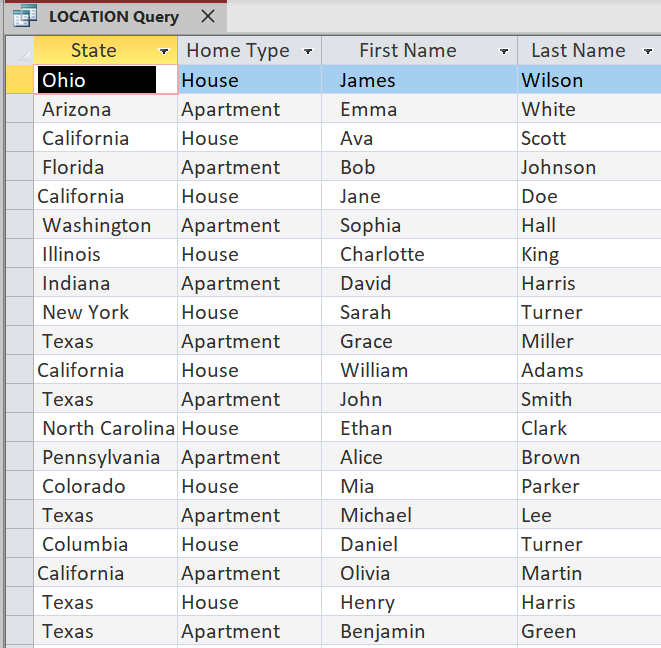 LOCATION Query
State Home Type First Name Last Name
Ohio House James Wilson
Arizona Apartment Emma White
California House Ava Scott
Florida Apartment Bob Johnson
California House Jane Doe
Washington Apartment Sophia Hall
Illinois House Charlotte King
Indiana Apartment David Harris
New York House Sarah Turner
Texas Apartment Grace Miller
California House William Adams
Texas Apartment John Smith
North Carolina House Ethan Clark
Pennsylvania Apartment Alice Brown
Colorado House Mia Parker
Texas Apartment Michael Lee
Columbia House Daniel Turner
California Apartment Olivia Martin
Texas House Henry Harris
Texas Apartment Benjamin Green